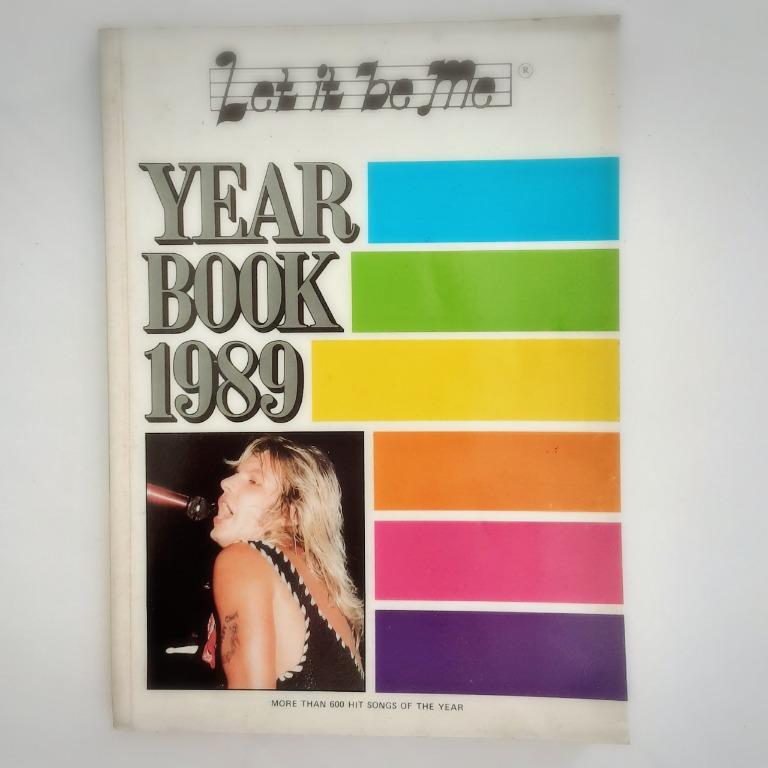 Let it be Me ®
YEAR
BOOK
1989
MORE THAN 600 HIT SONGS OF THE YEAR